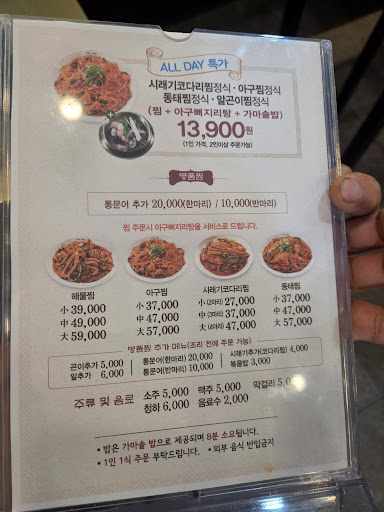 ALL DAY 특가
시래기코다리찜정식 · 아구찜정식
동태찜정식 · 알곤이찜정식
(찜 + 아구뼈지리탕 + 가마솥밥)
13,900원
(1인 가격, 2인이상 주문가능)
명품찜
통문어 추가 20,000(한마리) / 10,000(반마리)
찜 주문시 아구뼈지리탕을 서비스로 드립니다.
해물찜
小 39,000
中 49,000
大 59,000
아구찜
小 37,000
中 47,000
大 57,000
시래기코다리찜
小 (2마리) 27,000
中 (3마리) 37,000
大 (4마리) 47,000
동태찜
小 37,000
中 47,000
大 57,000
명품찜 추가 메뉴(조리 전에 주문 가능)
곤이추가 5,000
알추가 6,000
통문어(한마리) 20,000
통문어(반마리) 10,000
시래기추가(코다리찜) 4,000
볶음밥 3,000
주류 및 음료
소주 5,000 맥주 5,000 막걸리 5,0
청하 6,000 음료수 2,000
• 밥은 가마솥 밥으로 제공되며 8분 소요됩니다.
• 1인 1식 주문 부탁드립니다. • 외부 음식 반입금지